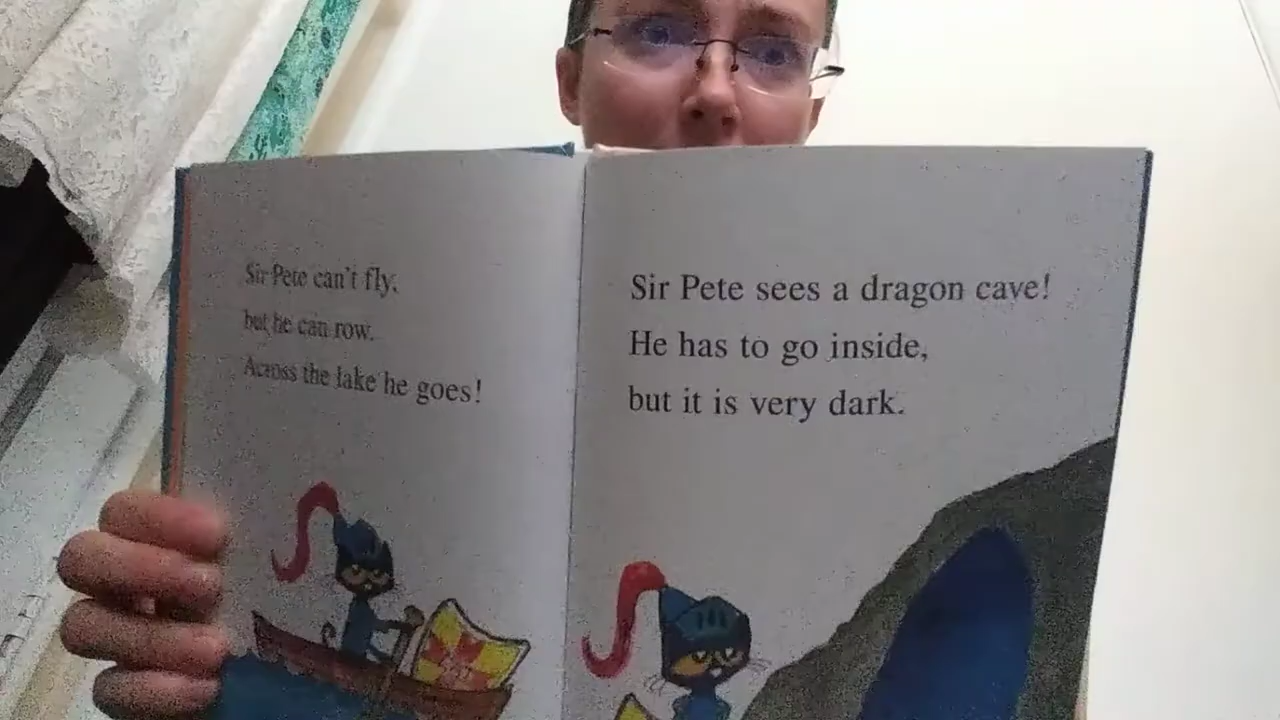 Sir Pete can't fly,
but he can row.
Across the lake he goes!
Sir Pete sees a dragon cave!
He has to go inside,
but it is very dark.